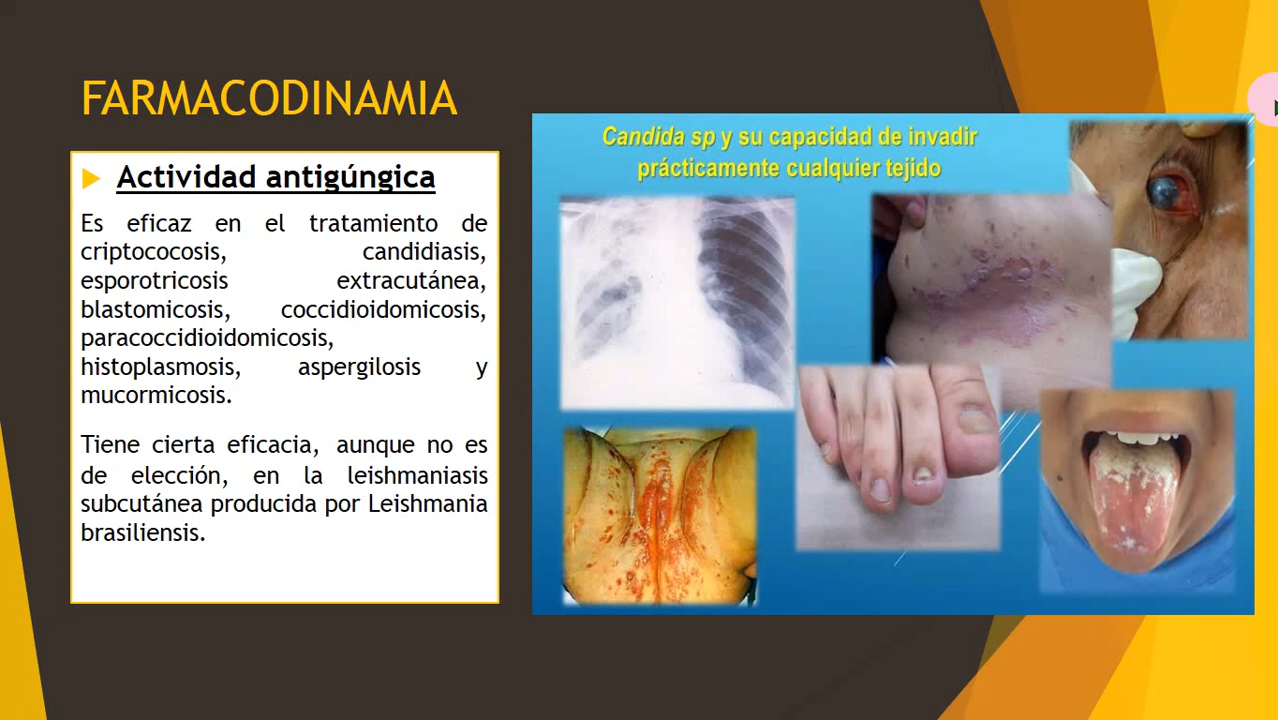 FARMACODINAMIA
Actividad antigúngica
Es eficaz en el tratamiento de
criptococosis, candidiasis,
esporotricosis extracutánea,
blastomicosis, coccidioidomicosis,
paracoccidioidomicosis,
histoplasmosis, aspergilosis y
mucormicosis.
Tiene cierta eficacia, aunque no es
de elección, en la leishmaniasis
subcutánea producida por Leishmania
brasiliensis.
Candida sp y su capacidad de invadir
prácticamente cualquier tejido